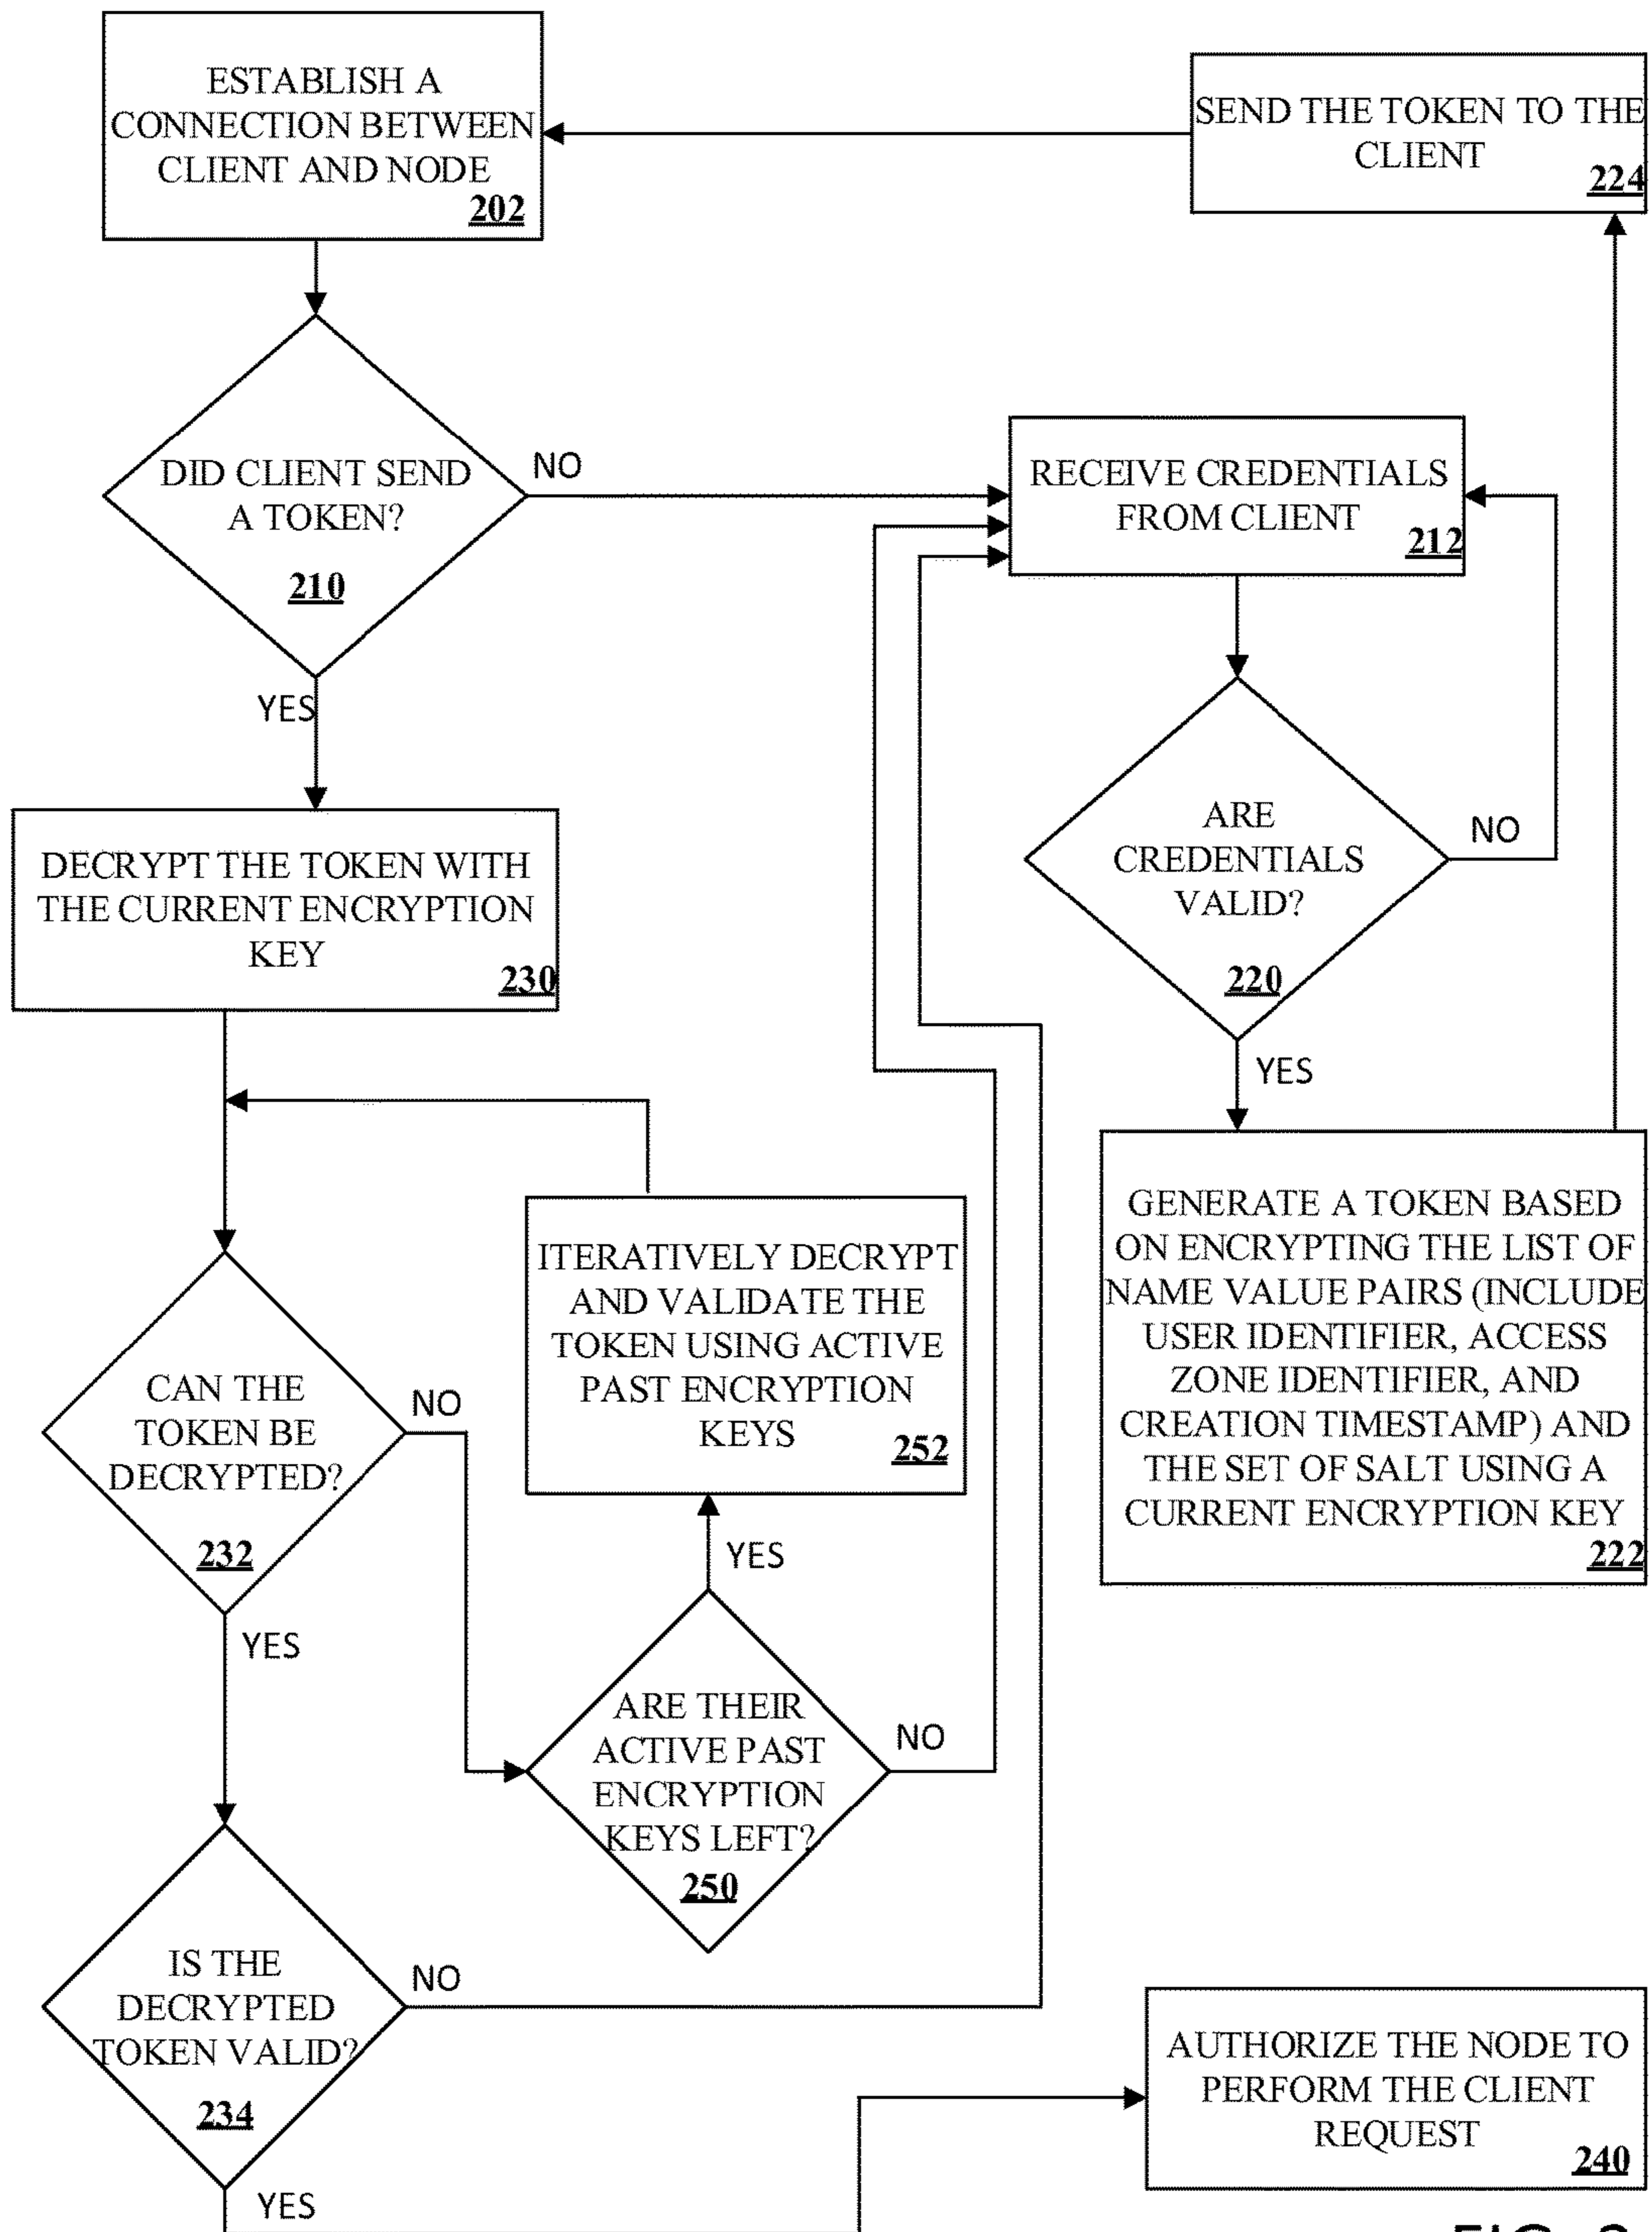 ESTABLISH A
CONNECTION BETWEEN
CLIENT AND NODE
202
SEND THE TOKEN TO THE
CLIENT
224
DID CLIENT SEND
A TOKEN?
210
NO
YES
RECEIVE CREDENTIALS
FROM CLIENT
212
ARE
CREDENTIALS
VALID?
220
NO
YES
DECRYPT THE TOKEN WITH
THE CURRENT ENCRYPTION
KEY
230
GENERATE A TOKEN BASED
ON ENCRYPTING THE LIST OF
NAME VALUE PAIRS (INCLUDE
USER IDENTIFIER, ACCESS
ZONE IDENTIFIER, AND
CREATION TIMESTAMP) AND
THE SET OF SALT USING A
CURRENT ENCRYPTION KEY
222
ITERATIVELY DECRYPT
AND VALIDATE THE
TOKEN USING ACTIVE
PAST ENCRYPTION
KEYS
252
CAN THE
TOKEN BE
DECRYPTED?
232
NO
YES
YES
ARE THEIR
ACTIVE PAST
ENCRYPTION
KEYS LEFT?
250
NO
IS THE
DECRYPTED
TOKEN VALID?
234
NO
YES
AUTHORIZE THE NODE TO
PERFORM THE CLIENT
REQUEST
240
FIG.